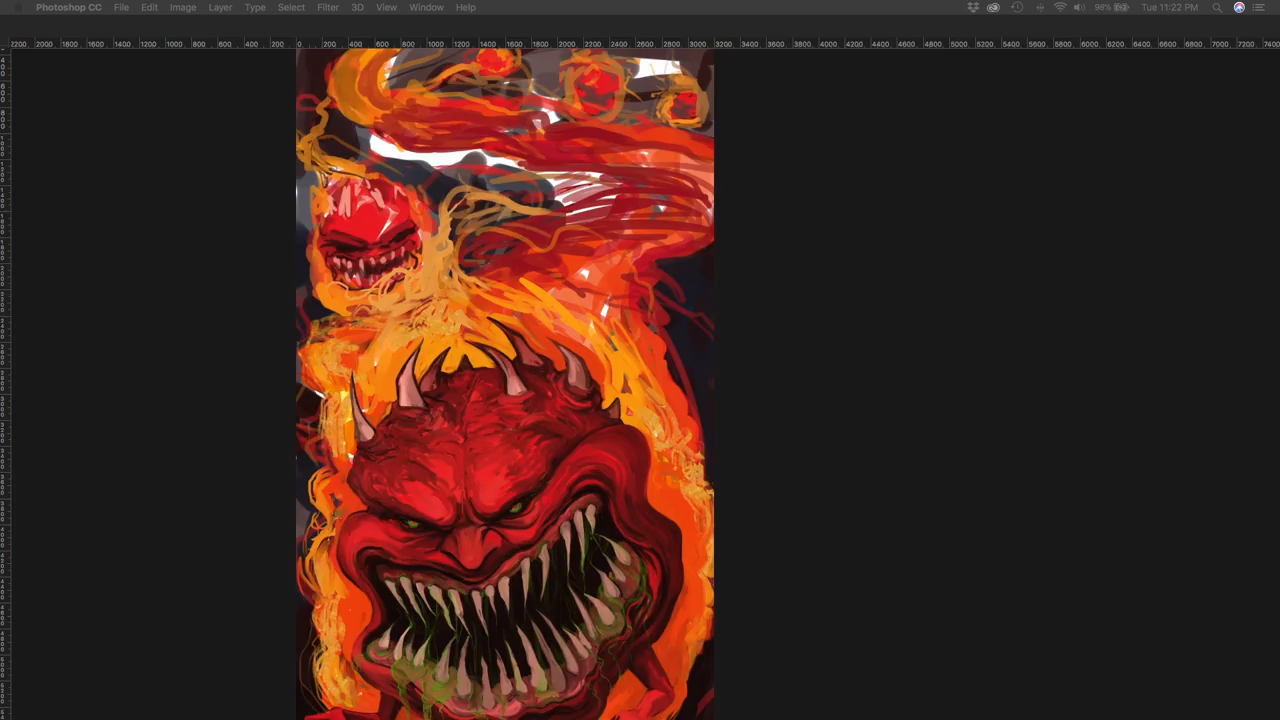 Photoshop CC File Edit Image Layer Type Select Filter 3D View Window Help 98% Tue 11:22 PM
2200 2000 1800 1600 1400 1200 1000 800 600 400 200 0 200 400 600 800 1000 1200 1400 1600 1800 2000 2200 2400 2600 2800 3000 3200 3400 3600 3800 4000 4200 4400 4600 4800 5000 5200 5400 5600 5800 6000 6200 6400 6600 6800 7000 7200 7400